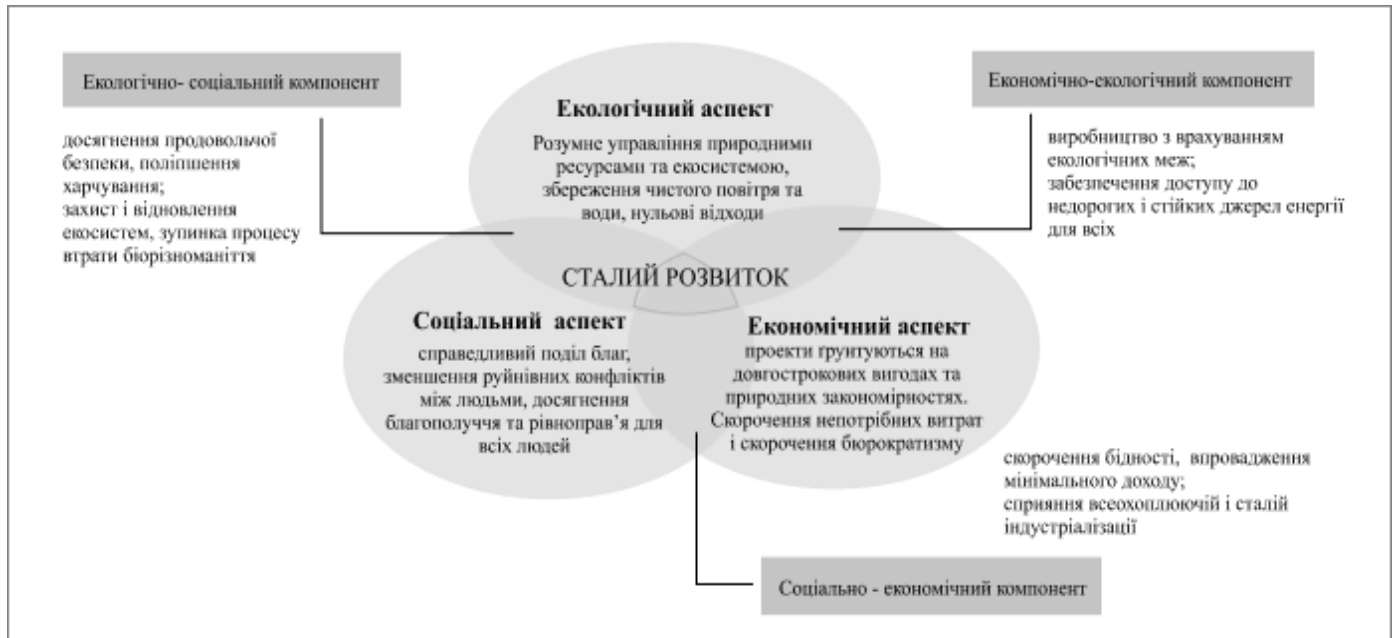 Екологічно- соціальний компонент
досягнення продовольчої
безпеки, поліпшення
харчування;
захист і відновлення
екосистем, зупинка процесу
втрати біорізноманіття
Екологічний аспект
Розумне управління природними
ресурсами та екосистемою,
збереження чистого повітря та
води, нульові відходи
Економічно-екологічний компонент
виробництво з врахуванням
екологічних меж;
забезпечення доступу до
недорогих і стійких джерел енергії
для всіх
СТАЛИЙ РОЗВИТОК
Соціальний аспект
справедливий поділ благ,
зменшення руйнівних конфліктів
між людьми, досягнення
благополуччя та рівноправ’я для
всіх людей
Економічний аспект
проекти ґрунтуються на
довгострокових вигодах та
природних закономірностях.
Скорочення непотрібних витрат
і скорочення бюрократизму
скорочення бідності, впровадження
мінімального доходу;
сприяння всеохоплюючій і сталій
індустріалізації
Соціально - економічний компонент